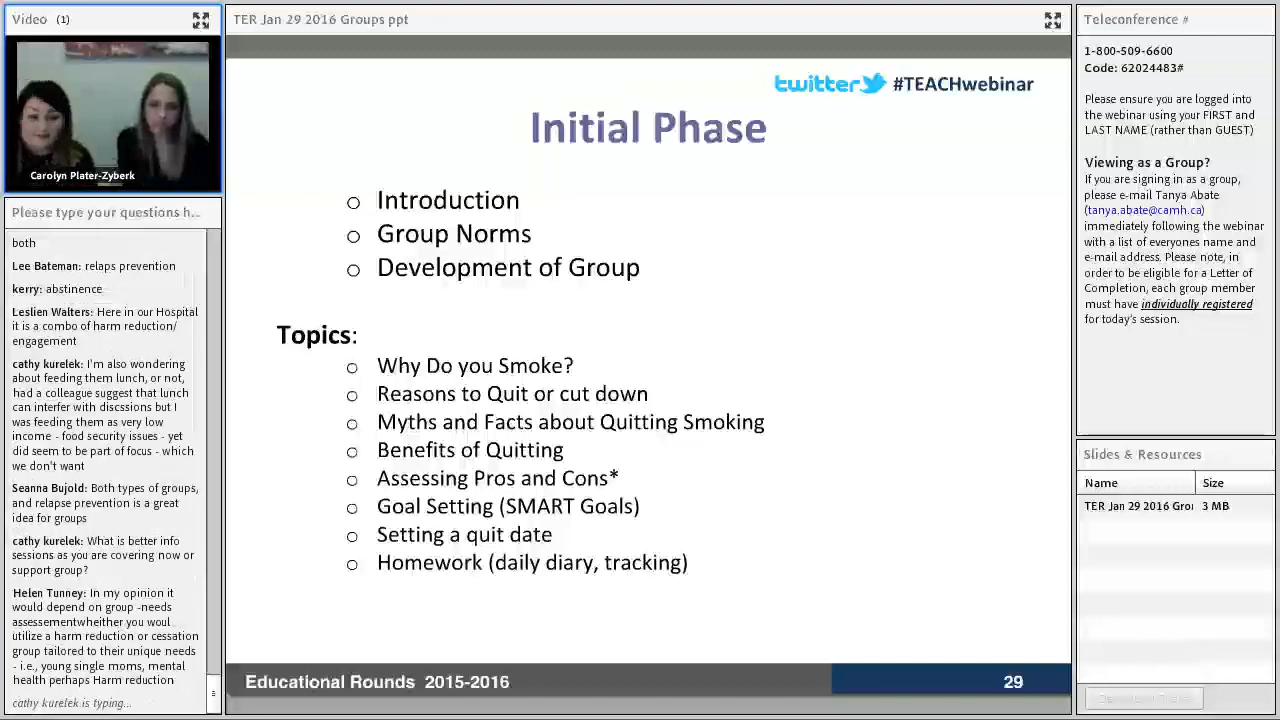 Video (1)
Carolyn Plater-Zyberk
Please type your questions h...
both
Lee Bateman: relaps prevention
kerry: abstinence
Leslien Walters: Here in our Hospital
it is a combo of harm reduction/
engagement
cathy kurelek: I'm also wondering
about feeding them lunch, or not,
had a colleague suggest that lunch
can interfere with discssions but I
was feeding them as very low
income - food security issues - yet
did seem to be part of focus - which
we don't want
Seanna Bujold: Both types of groups,
and relapse prevention is a great
idea for groups
cathy kurelek: What is better info
sessions as you are covering now or
support group?
Helen Tunney: In my opinion it
would depend on group -needs
assessementwheither you woul
utilize a harm reduction or cessation
group tailored to their unique needs
- i.e., young single moms, mental
health perhaps Harm reduction
cathy kurelek is typing...
TER Jan 29 2016 Groups ppt
twitter #TEACHwebinar
Initial Phase
Introduction
Group Norms
Development of Group
Topics:
Why Do you Smoke?
Reasons to Quit or cut down
Myths and Facts about Quitting Smoking
Benefits of Quitting
Assessing Pros and Cons*
Goal Setting (SMART Goals)
Setting a quit date
Homework (daily diary, tracking)
Educational Rounds 2015-2016
29
Teleconference #
1-800-509-6600
Code: 62024483#
Please ensure you are logged into
the webinar using your FIRST and
LAST NAME (rather than GUEST)
Viewing as a Group?
If you are signing in as a group,
please e-mail Tanya Abate
(tanya.abate@camh.ca)
immediately following the webinar
with a list of everyones name and
e-mail address. Please note, in
order to be eligible for a Letter of
Completion, each group member
must have individually registered
for today's session.
Slides & Resources
Name Size
TER Jan 29 2016 Grou 3 MB